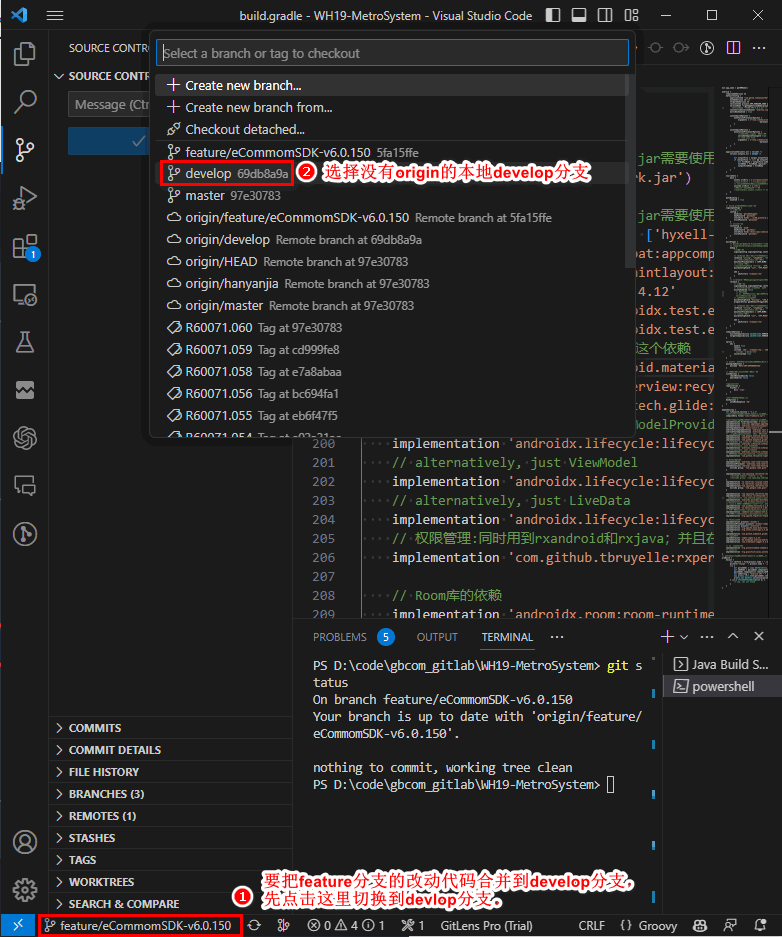 build.gradle - WH19-MetroSystem - Visual Studio Code
SOURCE CONTRO
Select a branch or tag to checkout
SOURCE CONTR
Message (Ctr
Create new branch...
Create new branch from...
Checkout detached...
feature/eCommomSDK-v6.0.150 5fa15ffe
develop 69db8a9a
2 选择没有origin的本地develop分支
master 97e30783
origin/feature/eCommomSDK-v6.0.150 Remote branch at 5fa15ffe
origin/develop Remote branch at 69db8a9a
origin/HEAD Remote branch at 97e30783
origin/hanyanjia Remote branch at 97e30783
origin/master Remote branch at 97e30783
R60071.060 Tag at 97e30783
R60071.059 Tag at cd999fe8
R60071.058 Tag at e7a8abaa
R60071.056 Tag at bc694fa1
R60071.055 Tag at eb6f47f5
jar需要使用
k.jar')
jar需要使用
['hyxell-
pat:appcomp
aintlayout:
4.12'
oidx.test.e
oidx.test.e
这个依赖
oid.materia
erview:recy
tech.glide:
ModelProvid
1
200 implementation 'androidx.lifecycle:lifecyc
201 // alternatively, just ViewModel
202 implementation 'androidx.lifecycle:lifecyc
203 // alternatively, just LiveData
204 implementation 'androidx.lifecycle:lifecyc
205 // 权限管理:同时用到rxandroid和rxjava；并且在
206 implementation 'com.github.tbruyelle:rxper
207
208 // Room库的依赖
209 implementation 'androidx.room:room-runtime
PROBLEMS 5 OUTPUT TERMINAL ...
PS D:\code\gbcom_gitlab\WH19-MetroSystem> git s
tatus
On branch feature/eCommomSDK-v6.0.150
Your branch is up to date with 'origin/feature/
eCommomSDK-v6.0.150'.
nothing to commit, working tree clean
PS D:\code\gbcom_gitlab\WH19-MetroSystem>
Java Build S...
powershell
COMMITS
COMMIT DETAILS
FILE HISTORY
BRANCHES (3)
REMOTES (1)
STASHES
TAGS
WORKTREES
SEARCH & COMPARE
1 要把feature分支的改动代码合并到develop分支，
先点击这里切换到devlop分支。
feature/eCommomSDK-v6.0.150 0 4 1 1 GitLens Pro (Trial) CRLF {} Groovy